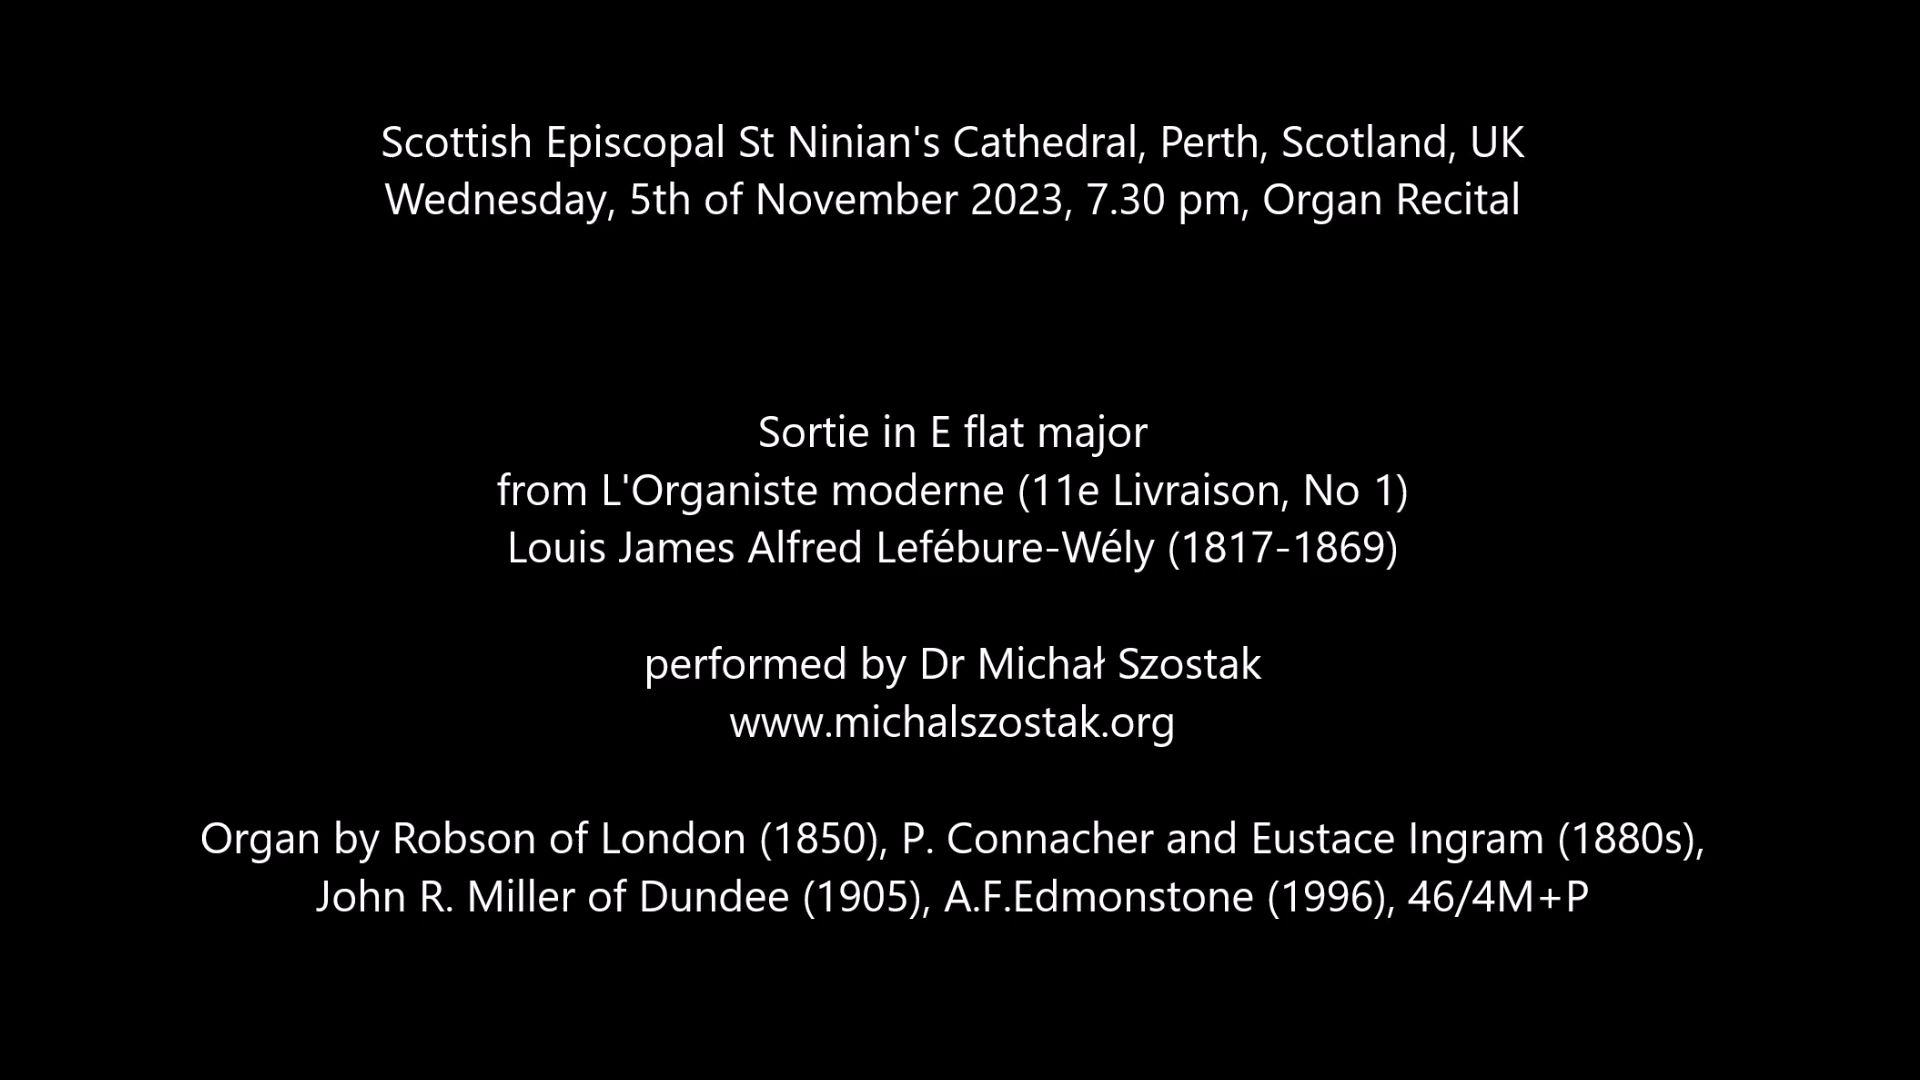 Scottish Episcopal St Ninian's Cathedral, Perth, Scotland, UK
Wednesday, 5th of November 2023, 7.30 pm, Organ Recital
Sortie in E flat major
from L'Organiste moderne (11e Livraison, No 1)
Louis James Alfred Lefébure-Wély (1817-1869)
performed by Dr Michał Szostak
www.michalszostak.org
Organ by Robson of London (1850), P. Connacher and Eustace Ingram (1880s),
John R. Miller of Dundee (1905), A.F.Edmonstone (1996), 46/4M+P